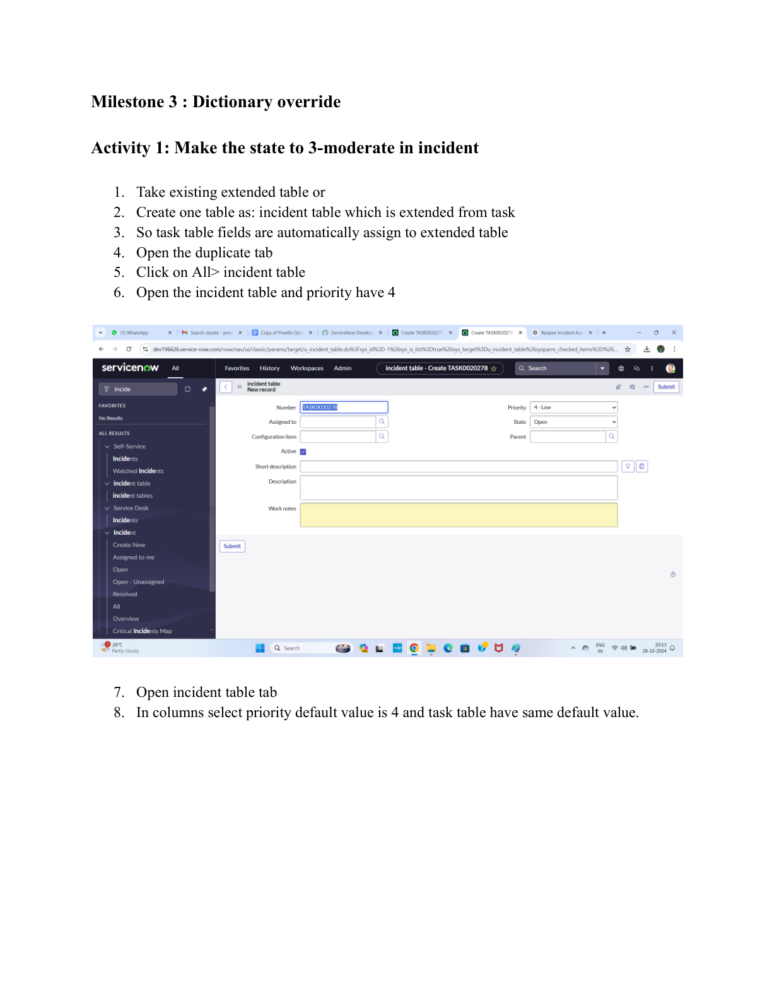 Milestone 3 : Dictionary override
Activity 1: Make the state to 3-moderate in incident
1. Take existing extended table or
2. Create one table as: incident table which is extended from task
3. So task table fields are automatically assign to extended table
4. Open the duplicate tab
5. Click on All> incident table
6. Open the incident table and priority have 4
(1) WhatsApp
Search results - pree
Copy of Preethi Opti
ServiceNow Develop
Create TASK0020277
Create TASK0020278
Reopen Incident Aut
dev196626.service-now.com/now/nav/ui/classic/params/target/u_incident_table.do%3Fsys_id%3D-1%26sys_is_list%3Dtrue%26sys_target%3Du_incident_table%26sysparm_checked_items%3D%26...
servicenow All Favorites History Workspaces Admin incident table - Create TASK0020278 Search
incide
incident table
New record
Submit
FAVORITES
No Results
ALL RESULTS
Self-Service
Incidents
Watched Incidents
incident table
incident tables
Service Desk
Incidents
Incident
Create New
Assigned to me
Open
Open - Unassigned
Resolved
All
Overview
Critical Incidents Map
Number TASK0020278
Assigned to
Configuration item
Active
Short description
Description
Work notes
Priority 4 - Low
State Open
Parent
Submit
28°C
Partly cloudy
Search
ENG
IN
20:13
28-10-2024
7. Open incident table tab
8. In columns select priority default value is 4 and task table have same default value.